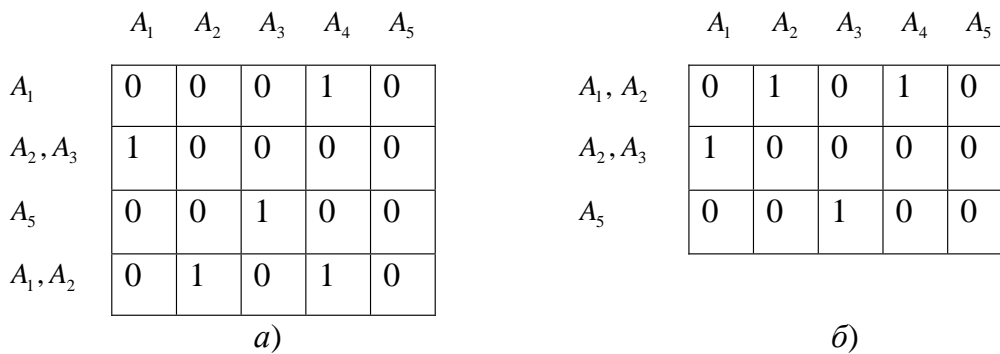 A₁ A₂ A₃ A₄ A₅
A₁ 0 0 0 1 0
A₂, A₃ 1 0 0 0 0
A₅ 0 0 1 0 0
A₁, A₂ 0 1 0 1 0
а)
A₁ A₂ A₃ A₄ A₅
A₁, A₂ 0 1 0 1 0
A₂, A₃ 1 0 0 0 0
A₅ 0 0 1 0 0
б)